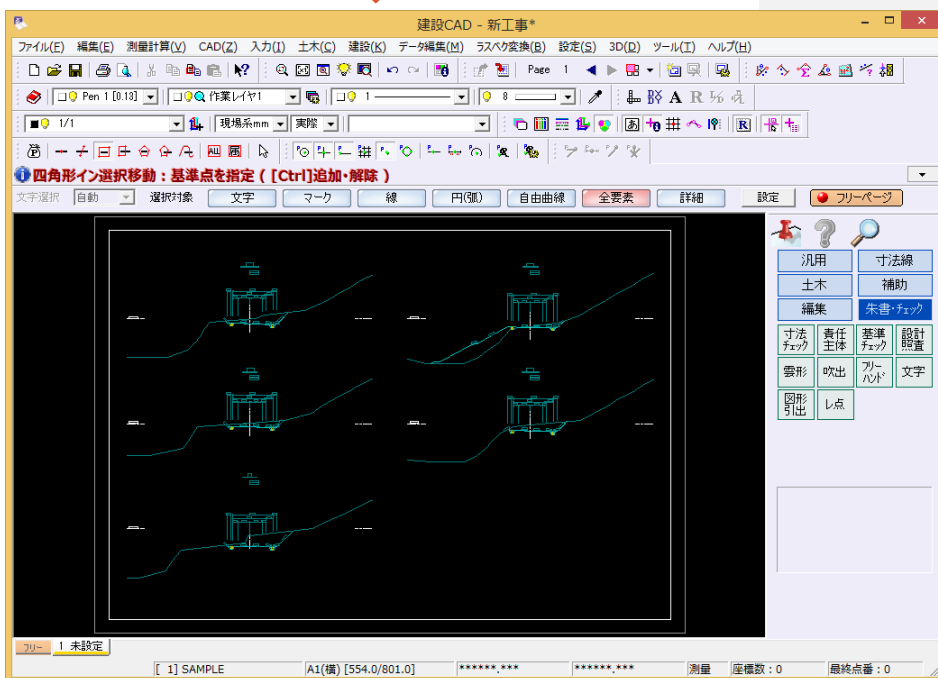 建設CAD - 新工事*
ファイル(F) 編集(E) 測量計算(V) CAD(Z) 入力(I) 土木(C) 建設(K) データ編集(M) ラスベク変換(B) 設定(S) 3D(D) ツール(T) ヘルプ(H)
Page 1
Pen 1 [0.13] 作業レイヤ1 1 8
A R
1/1 現場系mm 実際 あ R
ALL
四角形イン選択移動：基準点を指定 ( [Ctrl]追加・解除 )
文字選択 自動 選択対象 文字 マーク 線 円(弧) 自由曲線 全要素 詳細 設定 フリーページ
汎用 寸法線
土木 補助
編集 朱書・チェック
寸法チェック 責任主体 基準チェック 設計照査
雲形 吹出 フリーハンド 文字
図形引出 レ点
フリー 1 未設定
[ 1] SAMPLE A1(横) [554.0/801.0] ******.*** ******.*** 測量 座標数：0 最終点番：0